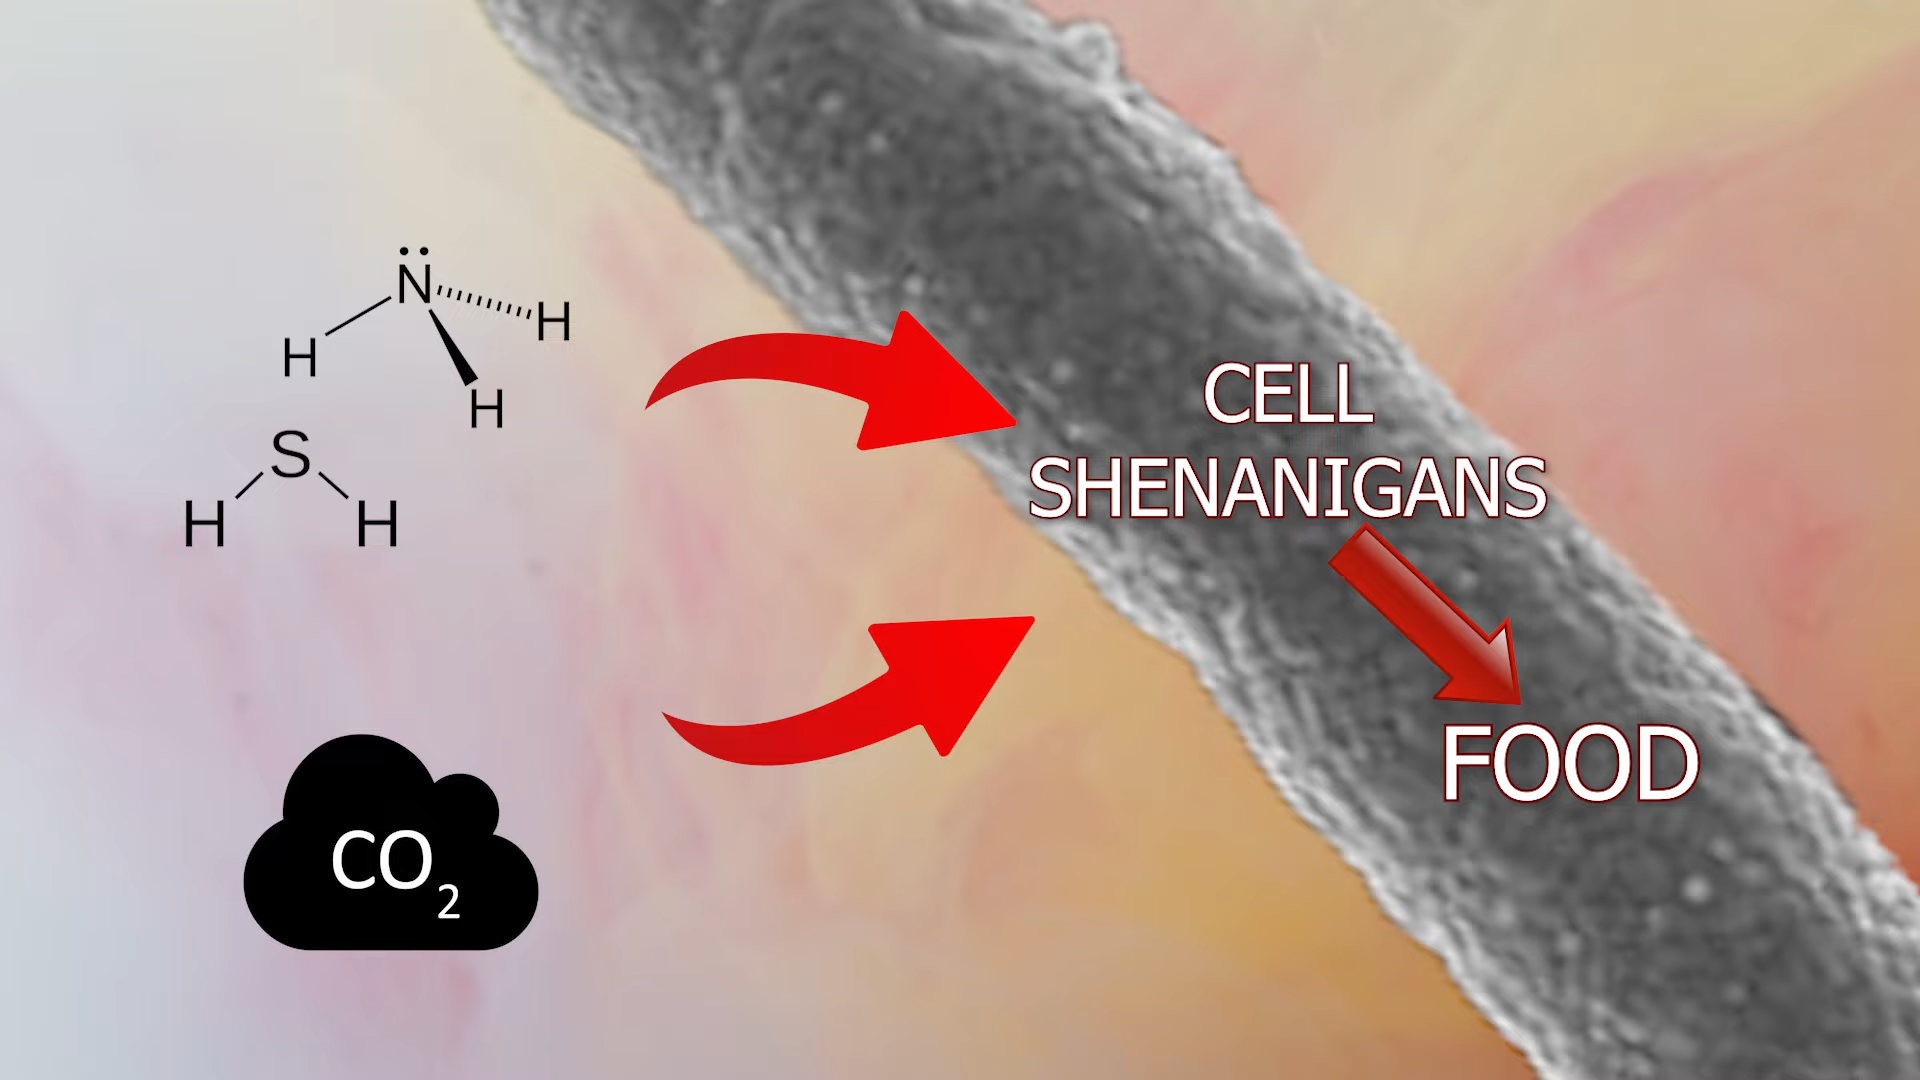 N
H
H
H
S
H H
CELL
SHENANIGANS
FOOD
CO₂